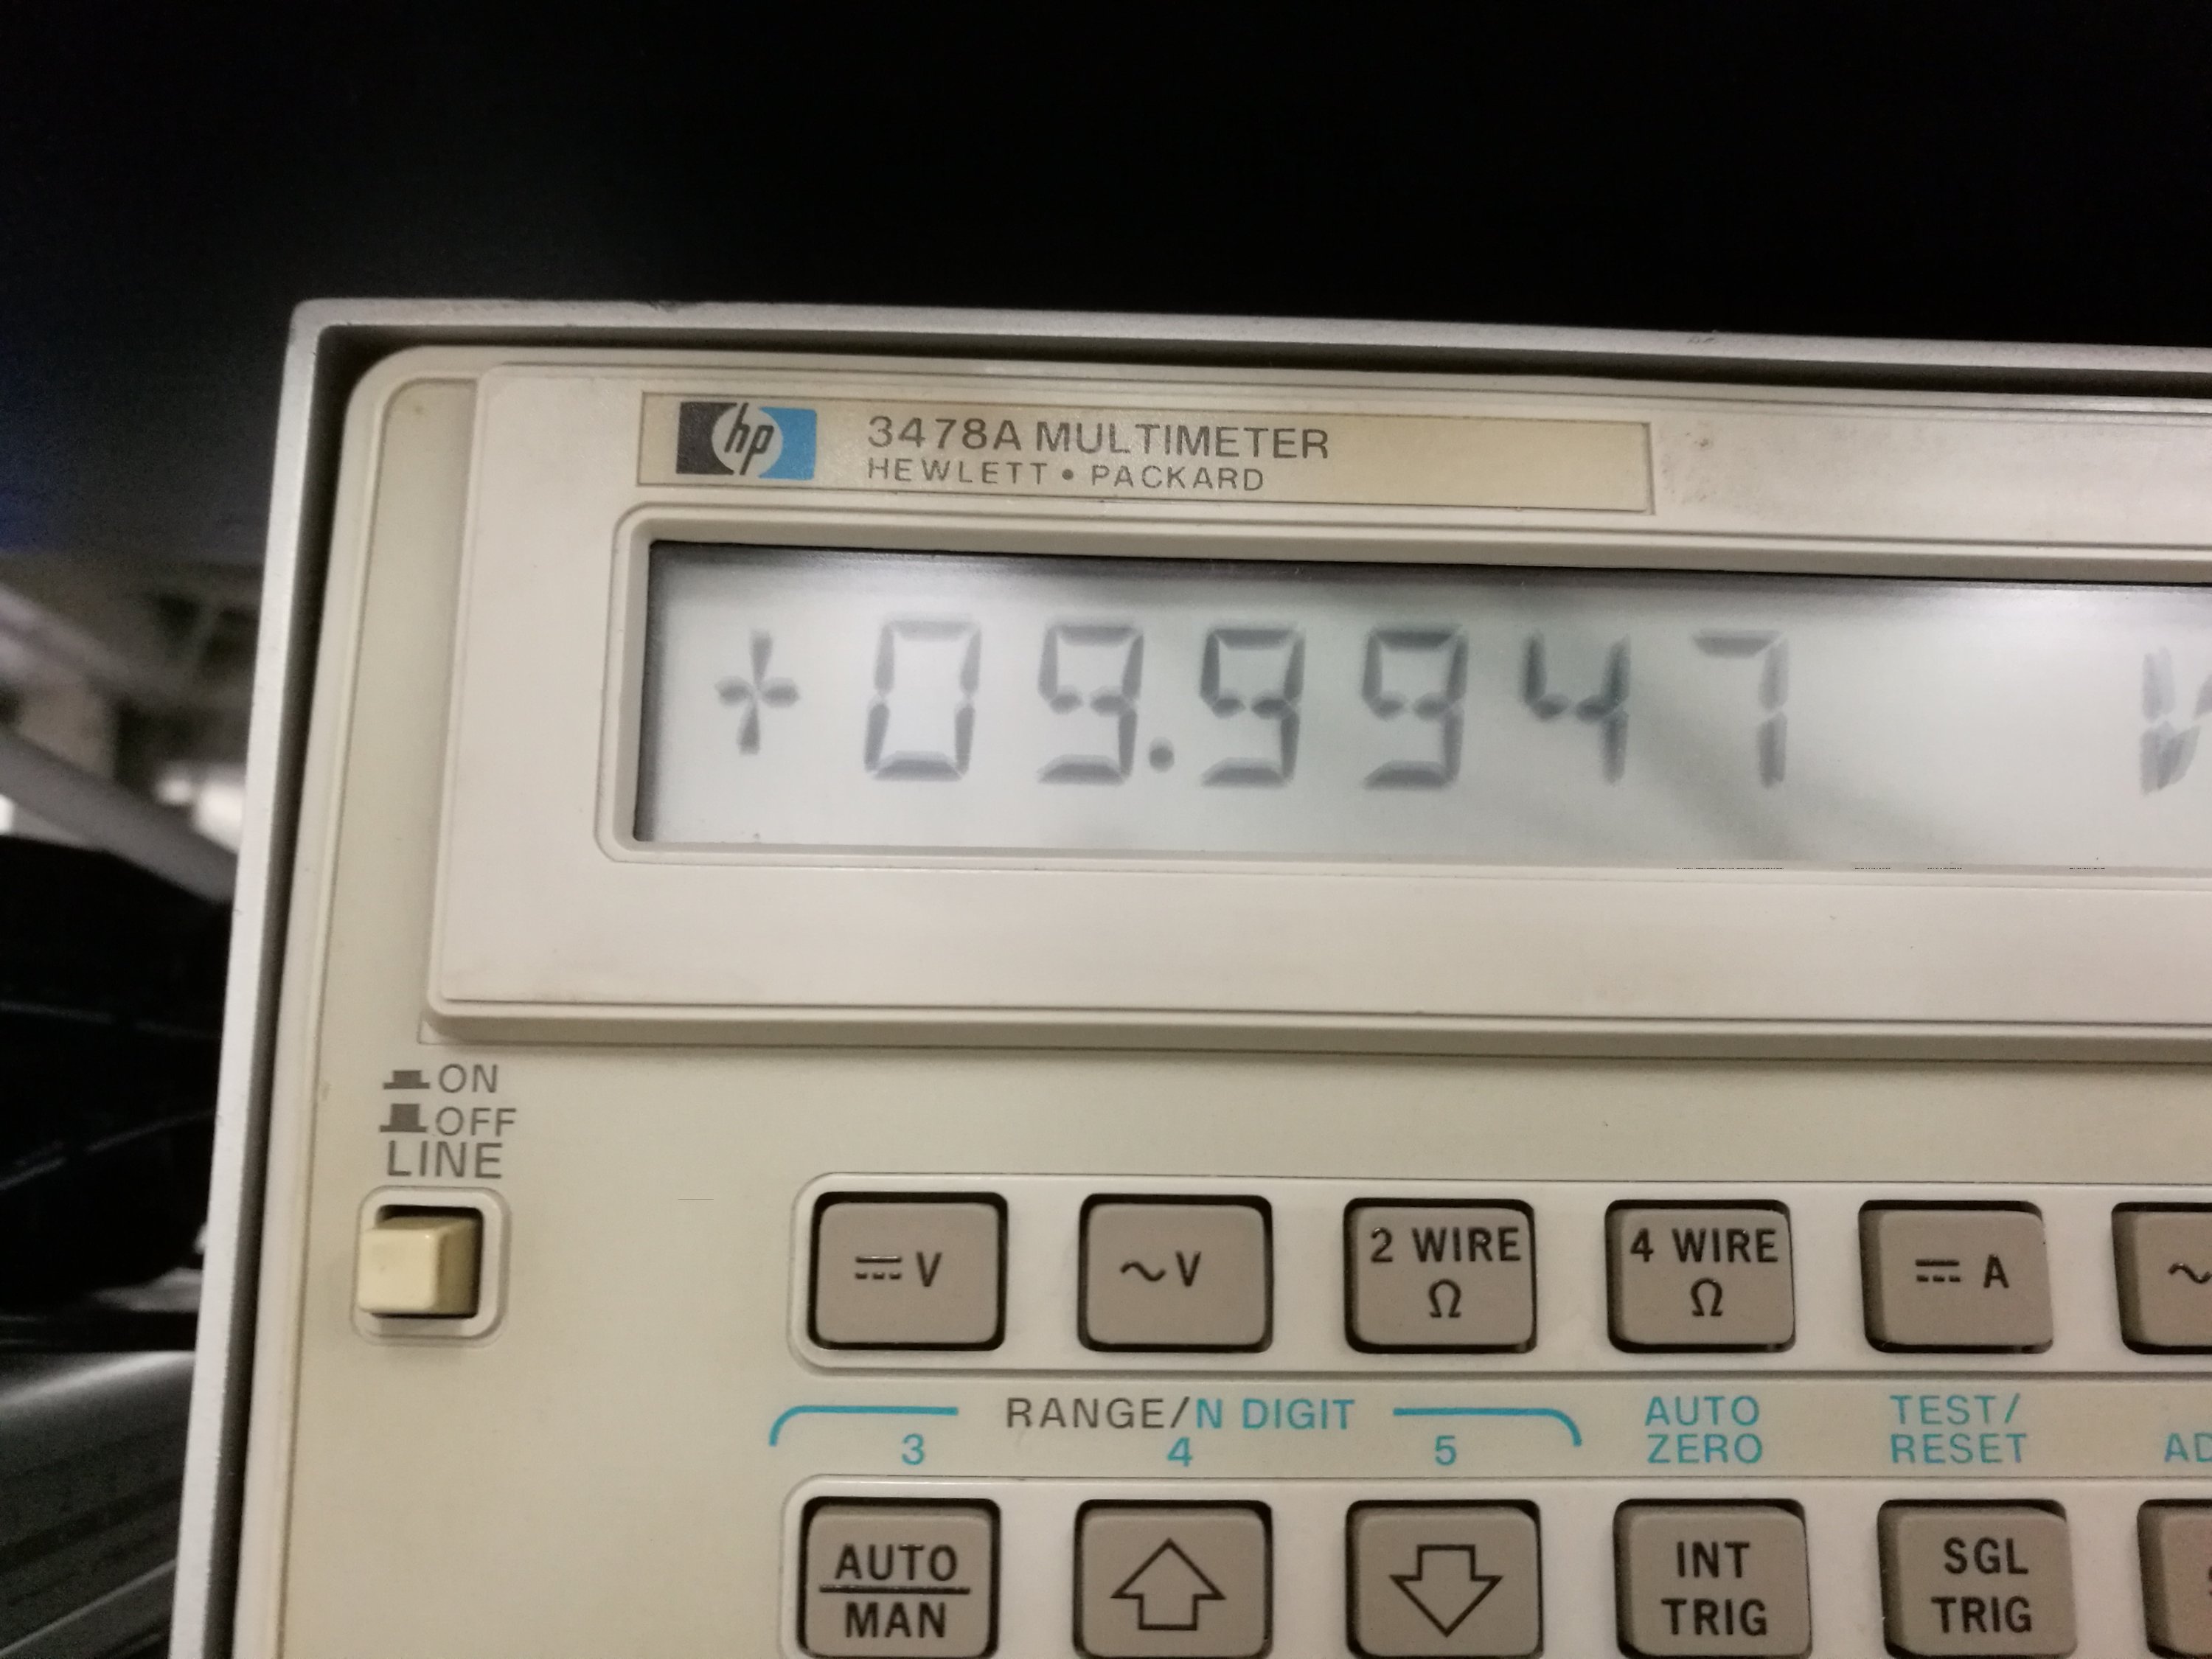 hp 3478A MULTIMETER
HEWLETT • PACKARD
+09.9947
ON
OFF
LINE
⎓V ~V 2 WIRE Ω 4 WIRE Ω ⎓ A ~
RANGE/N DIGIT
3 4 5
AUTO ZERO
TEST/ RESET
AUTO/MAN
INT TRIG
SGL TRIG